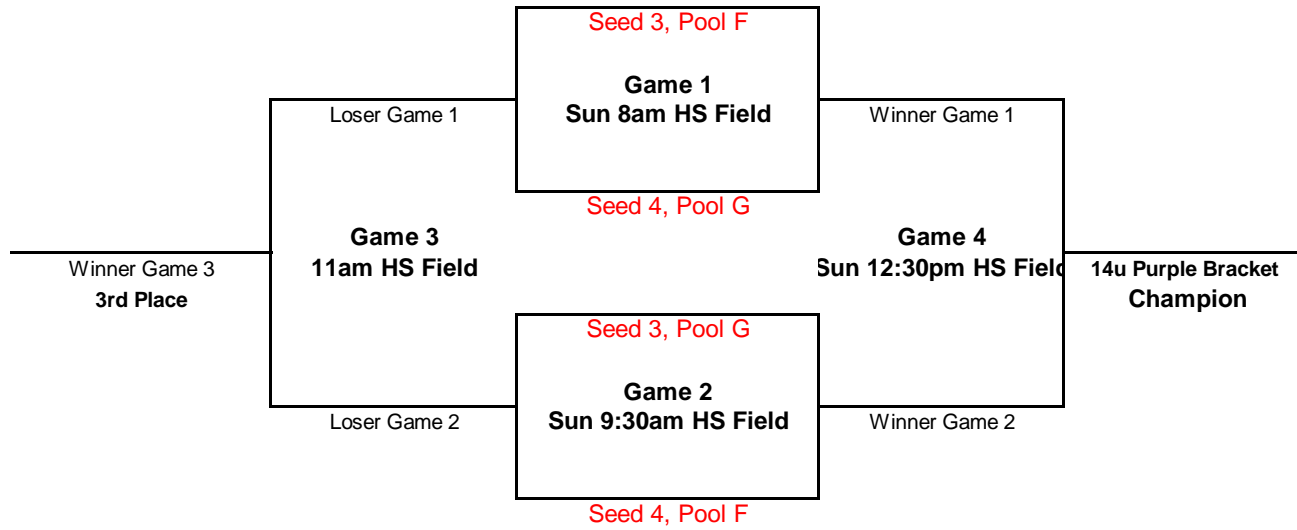 Seed 3, Pool F
Game 1
Sun 8am HS Field
Loser Game 1
Winner Game 1
Seed 4, Pool G
Game 3
11am HS Field
Game 4
Sun 12:30pm HS Field
Winner Game 3
3rd Place
14u Purple Bracket
Champion
Seed 3, Pool G
Game 2
Sun 9:30am HS Field
Loser Game 2
Winner Game 2
Seed 4, Pool F